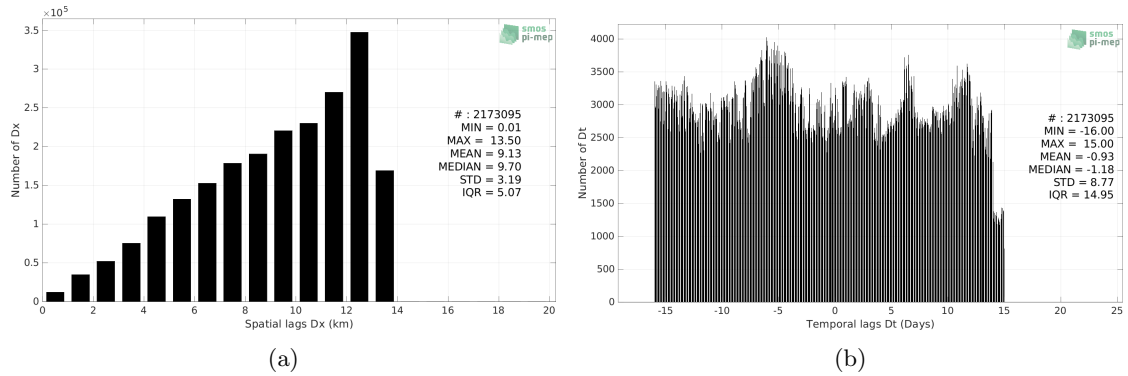 ×10⁵
3.5
3
2.5
2
1.5
1
0.5
0
0 2 4 6 8 10 12 14 16 18 20
Number of Dx
Spatial lags Dx (km)
smos
pi-mep
# : 2173095
MIN = 0.01
MAX = 13.50
MEAN = 9.13
MEDIAN = 9.70
STD = 3.19
IQR = 5.07
(a)
4000
3500
3000
2500
2000
1500
1000
500
0
-15 -10 -5 0 5 10 15 20 25
Number of Dt
Temporal lags Dt (Days)
smos
pi-mep
# : 2173095
MIN = -16.00
MAX = 15.00
MEAN = -0.93
MEDIAN = -1.18
STD = 8.77
IQR = 14.95
(b)